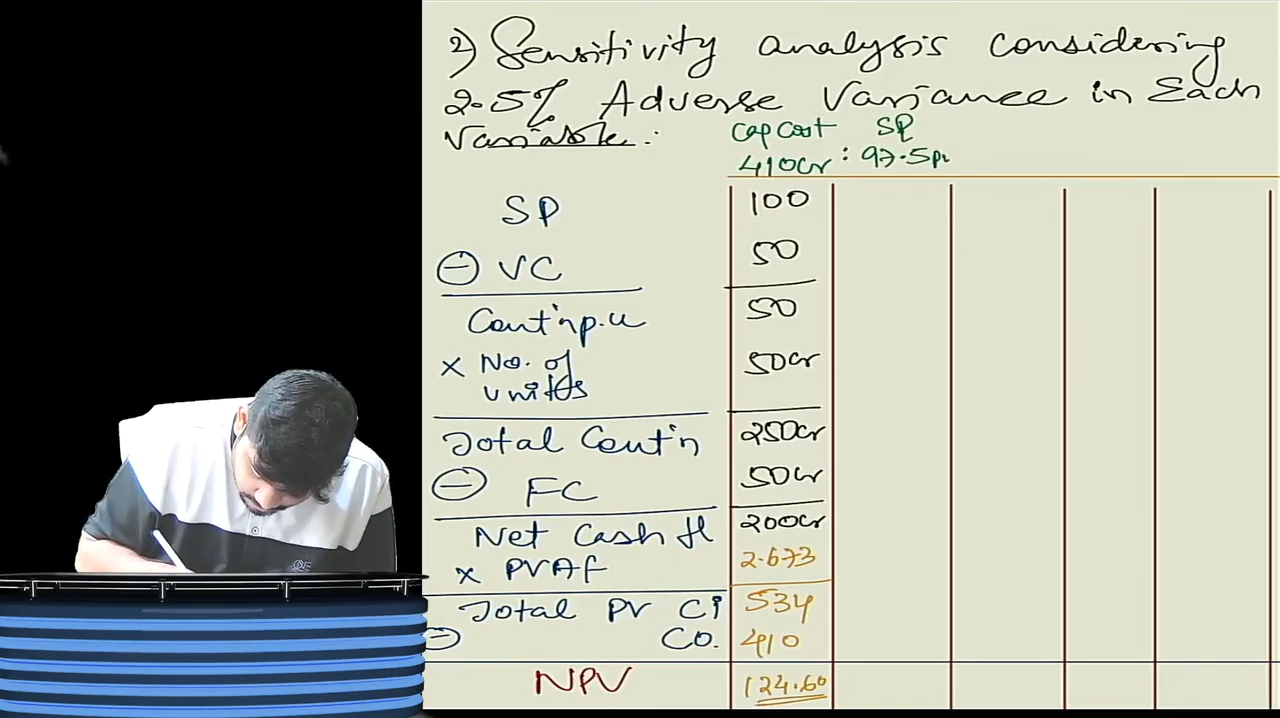 2) Sensitivity analysis considering
2.5% Adverse Variance in Each
Variable:
Cap Cost SP
410Cr : 97.5pu
SP 100
⊖ VC 50
Cont'n p.u 50
× No. of units 50Cr
Total Cont'n 250Cr
⊖ FC 50Cr
Net Cash fl 200Cr
× PVAF 2.673
Total PV CI 534
⊖ CO. 410
NPV 124.60